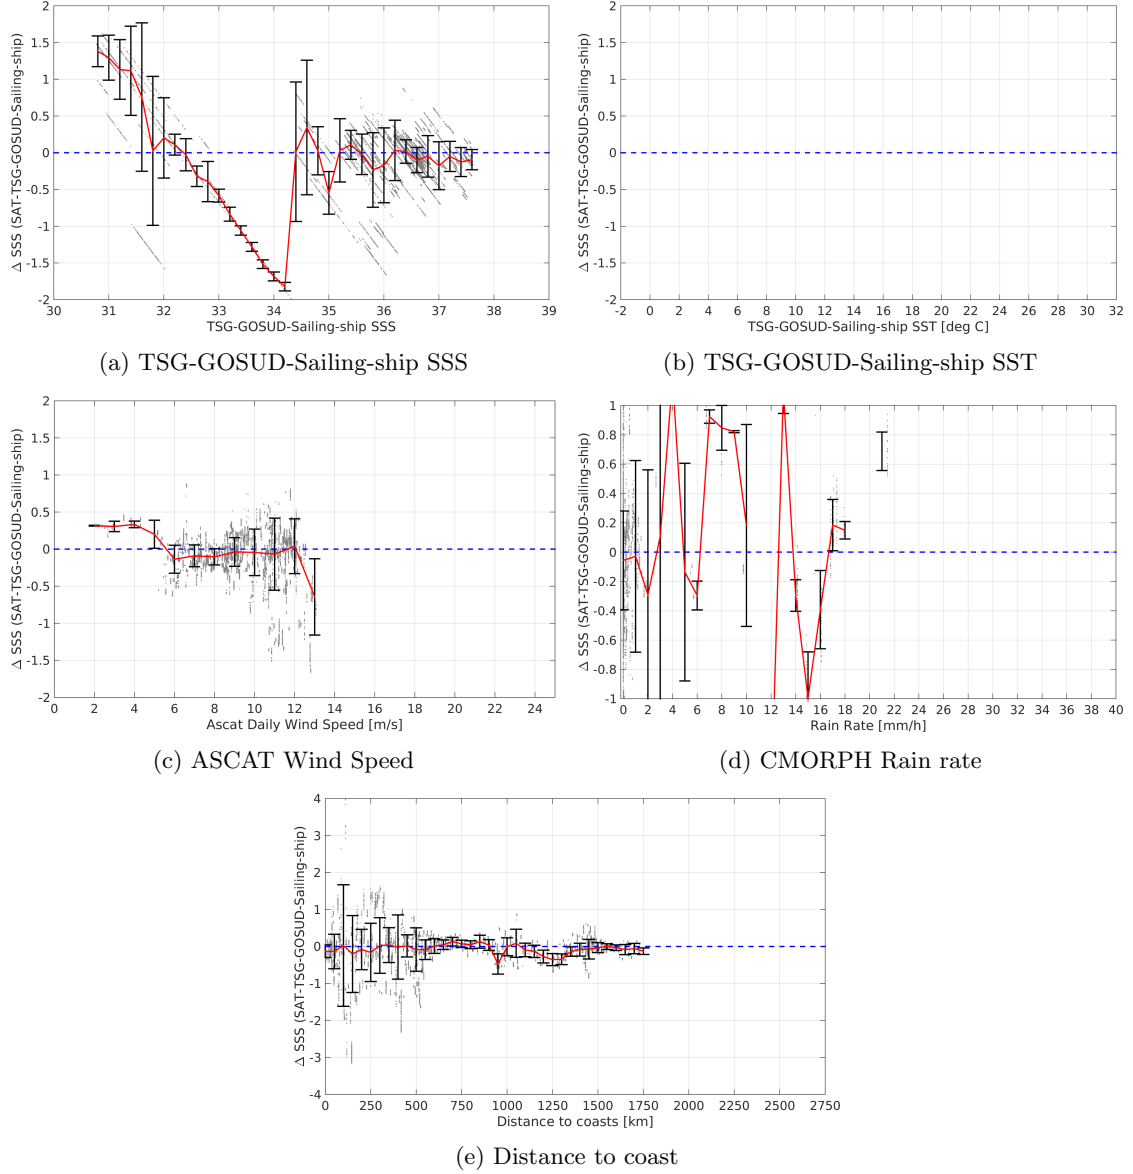 2
1.5
1
0.5
0
-0.5
-1
-1.5
-2
Δ SSS (SAT-TSG-GOSUD-Sailing-ship)
30 31 32 33 34 35 36 37 38 39
TSG-GOSUD-Sailing-ship SSS
(a) TSG-GOSUD-Sailing-ship SSS
2
1.5
1
0.5
0
-0.5
-1
-1.5
-2
Δ SSS (SAT-TSG-GOSUD-Sailing-ship)
-2 0 2 4 6 8 10 12 14 16 18 20 22 24 26 28 30 32
TSG-GOSUD-Sailing-ship SST [deg C]
(b) TSG-GOSUD-Sailing-ship SST
2
1.5
1
0.5
0
-0.5
-1
-1.5
-2
Δ SSS (SAT-TSG-GOSUD-Sailing-ship)
0 2 4 6 8 10 12 14 16 18 20 22 24
Ascat Daily Wind Speed [m/s]
(c) ASCAT Wind Speed
1
0.8
0.6
0.4
0.2
0
-0.2
-0.4
-0.6
-0.8
-1
Δ SSS (SAT-TSG-GOSUD-Sailing-ship)
0 2 4 6 8 10 12 14 16 18 20 22 24 26 28 30 32 34 36 38 40
Rain Rate [mm/h]
(d) CMORPH Rain rate
4
3
2
1
0
-1
-2
-3
-4
Δ SSS (SAT-TSG-GOSUD-Sailing-ship)
0 250 500 750 1000 1250 1500 1750 2000 2250 2500 2750
Distance to coasts [km]
(e) Distance to coast